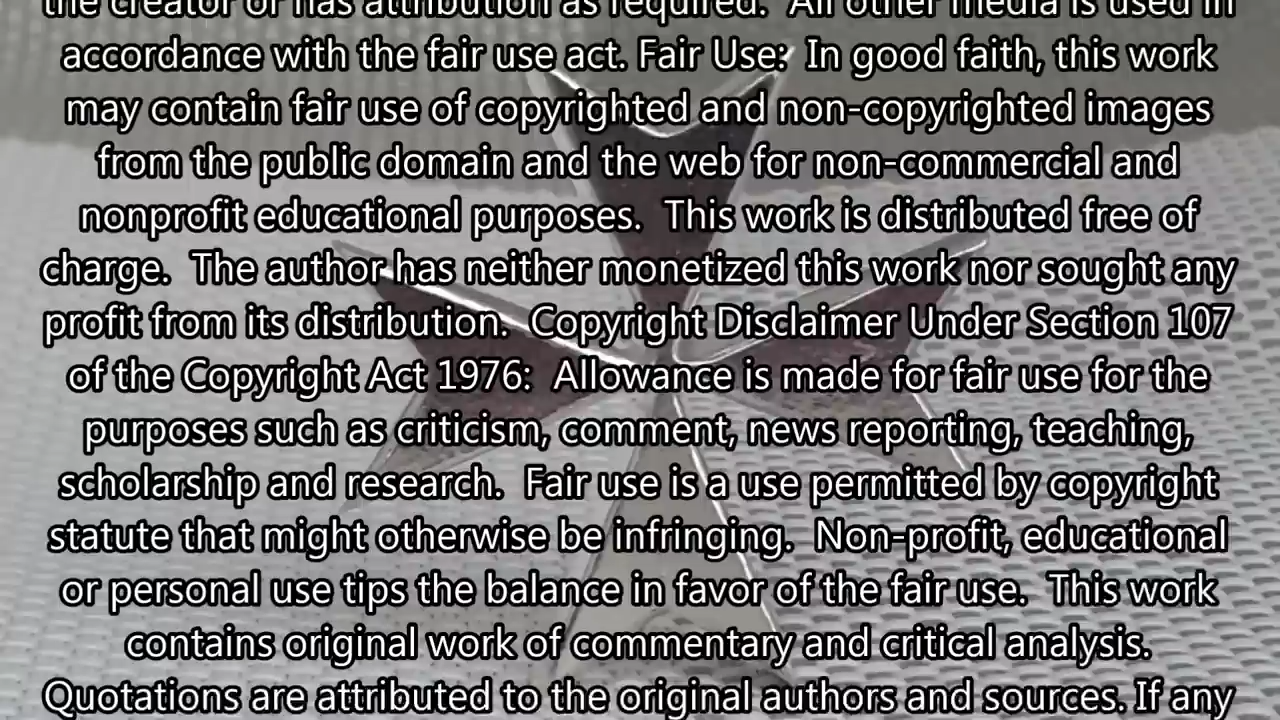 the creator or has attribution as required.  All other media is used in
accordance with the fair use act. Fair Use:  In good faith, this work
may contain fair use of copyrighted and non-copyrighted images
from the public domain and the web for non-commercial and
nonprofit educational purposes.  This work is distributed free of
charge.  The author has neither monetized this work nor sought any
profit from its distribution.  Copyright Disclaimer Under Section 107
of the Copyright Act 1976:  Allowance is made for fair use for the
purposes such as criticism, comment, news reporting, teaching,
scholarship and research.  Fair use is a use permitted by copyright
statute that might otherwise be infringing.  Non-profit, educational
or personal use tips the balance in favor of the fair use.  This work
contains original work of commentary and critical analysis.
Quotations are attributed to the original authors and sources. If any